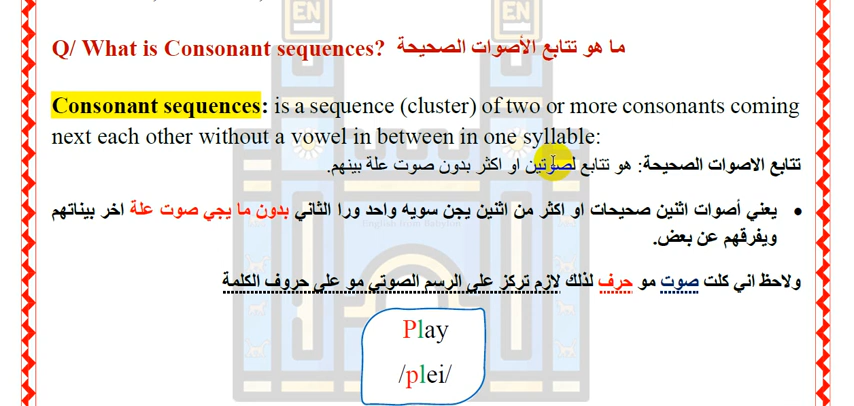 EN EN
Q/ What is Consonant sequences? ما هو تتابع الأصوات الصحيحة
Consonant sequences: is a sequence (cluster) of two or more consonants coming
next each other without a vowel in between in one syllable:
تتابع الاصوات الصحيحة: هو تتابع لصوتين او اكثر بدون صوت علة بينهم.
• يعني أصوات اثنين صحيحات او اكثر من اثنين يجن سويه واحد ورا الثاني بدون ما يجي صوت علة اخر بيناتهم
ويفرقهم عن بعض.
ولاحظ اني كلت صوت مو حرف لذلك لازم تركز على الرسم الصوتي مو على حروف الكلمة
Play
/plei/